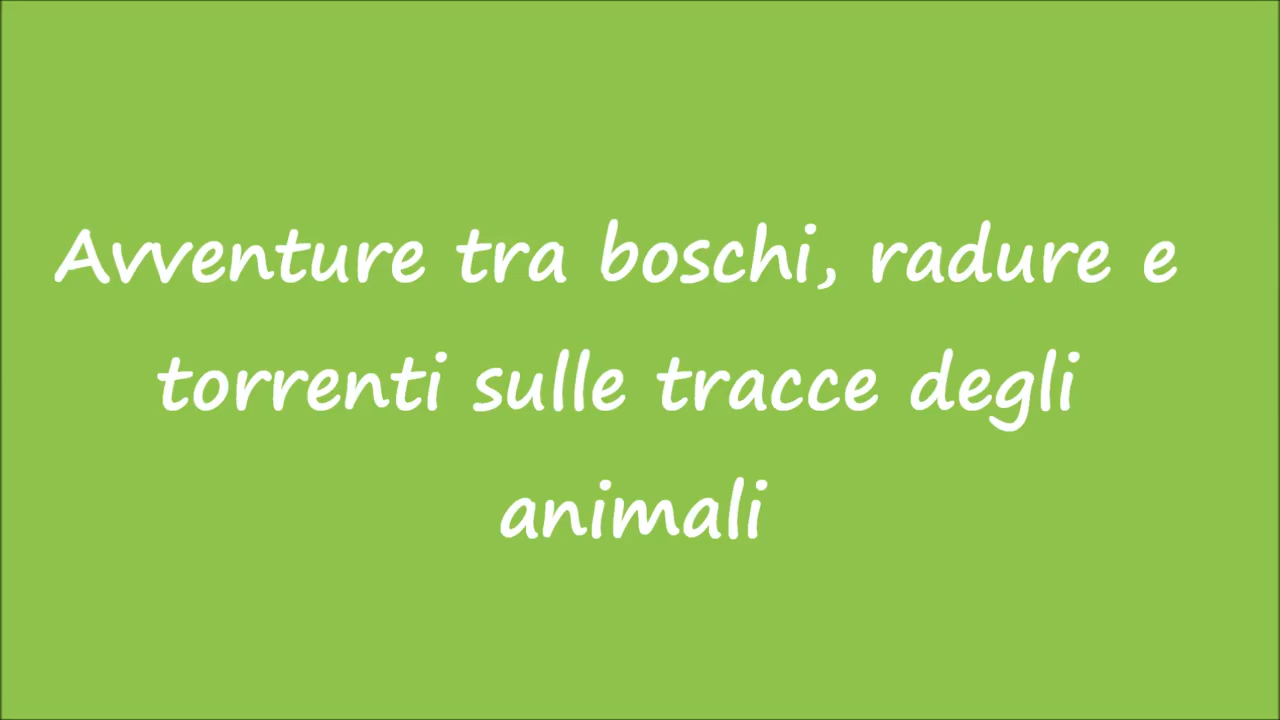 Avventure tra boschi, radure e
torrenti sulle tracce degli
animali